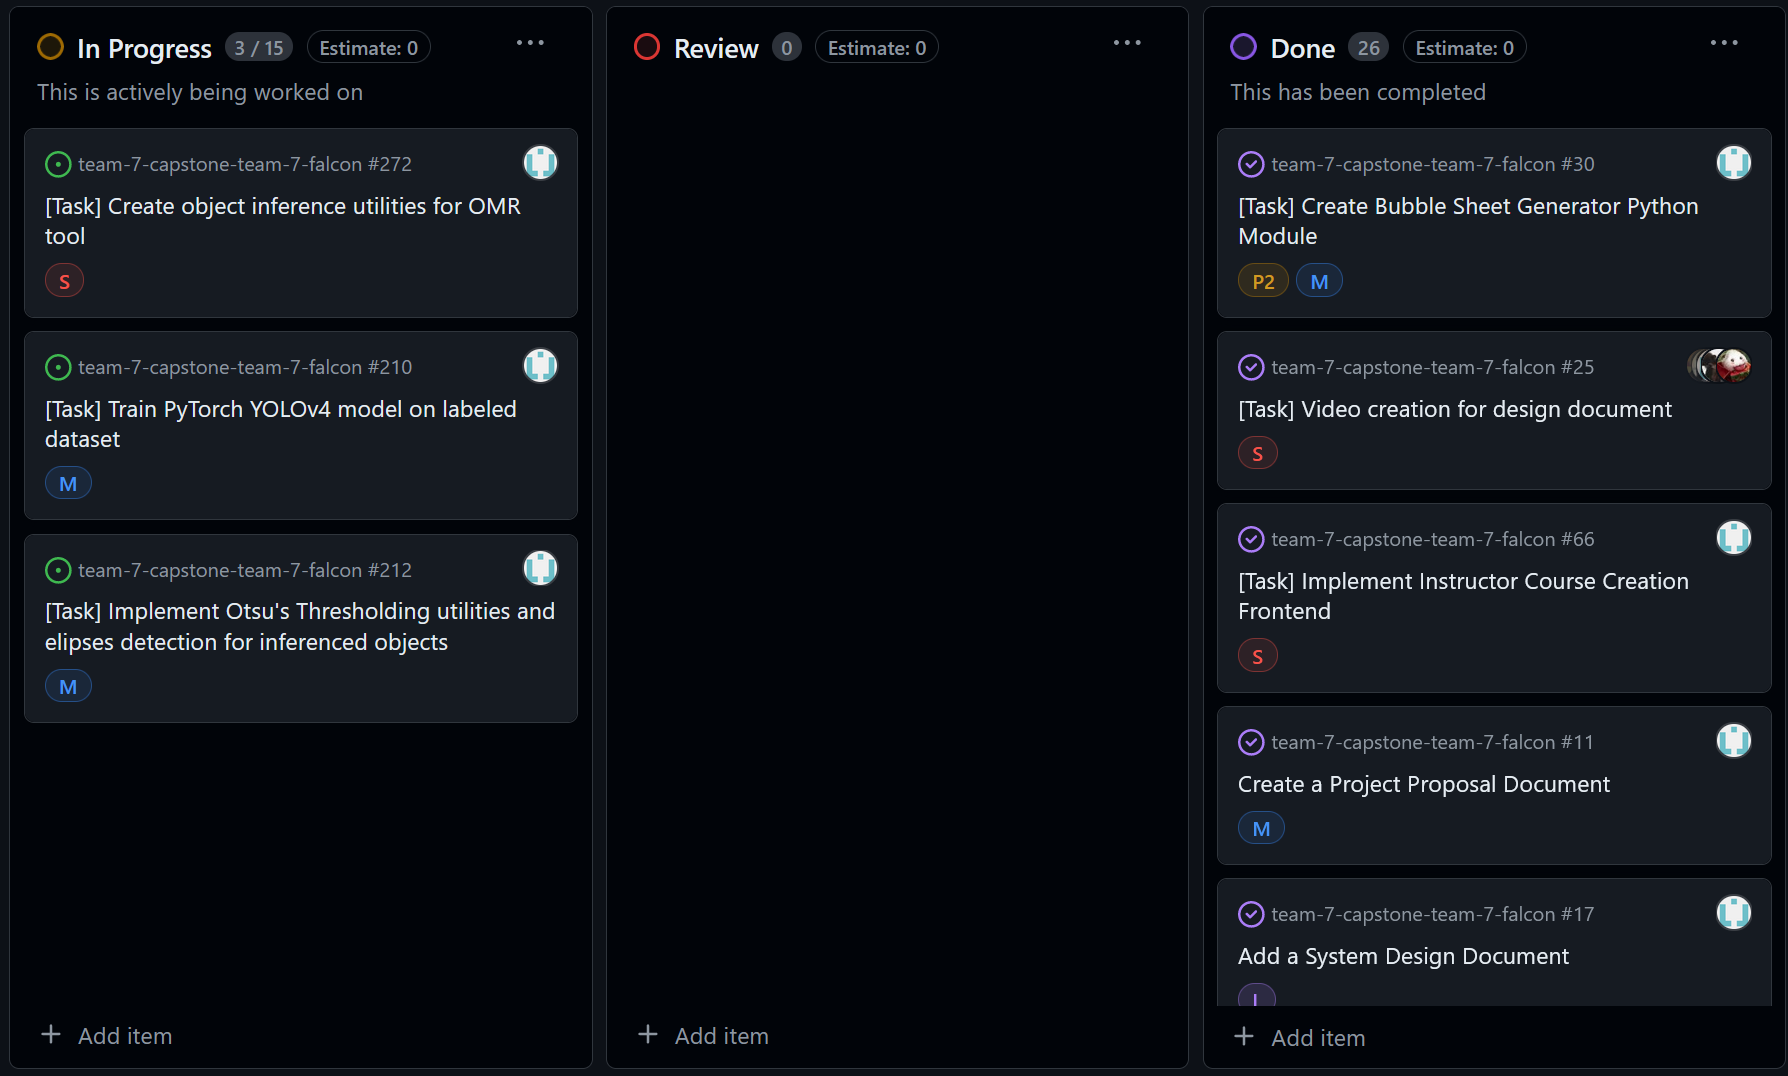 In Progress 3 / 15 Estimate: 0
This is actively being worked on
team-7-capstone-team-7-falcon #272
[Task] Create object inference utilities for OMR
tool
S
team-7-capstone-team-7-falcon #210
[Task] Train PyTorch YOLOv4 model on labeled
dataset
M
team-7-capstone-team-7-falcon #212
[Task] Implement Otsu's Thresholding utilities and
elipses detection for inferenced objects
M
Add item
Review 0 Estimate: 0
Add item
Done 26 Estimate: 0
This has been completed
team-7-capstone-team-7-falcon #30
[Task] Create Bubble Sheet Generator Python
Module
P2 M
team-7-capstone-team-7-falcon #25
[Task] Video creation for design document
S
team-7-capstone-team-7-falcon #66
[Task] Implement Instructor Course Creation
Frontend
S
team-7-capstone-team-7-falcon #11
Create a Project Proposal Document
M
team-7-capstone-team-7-falcon #17
Add a System Design Document
Add item